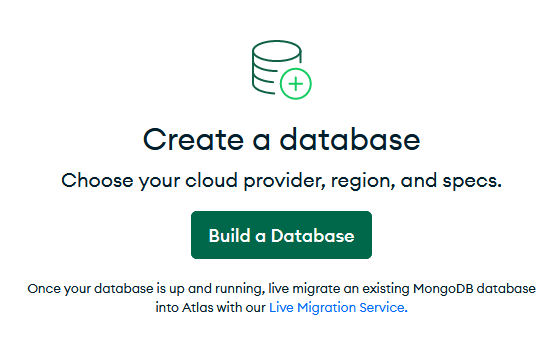 Create a database
Choose your cloud provider, region, and specs.
Build a Database
Once your database is up and running, live migrate an existing MongoDB database
into Atlas with our Live Migration Service.